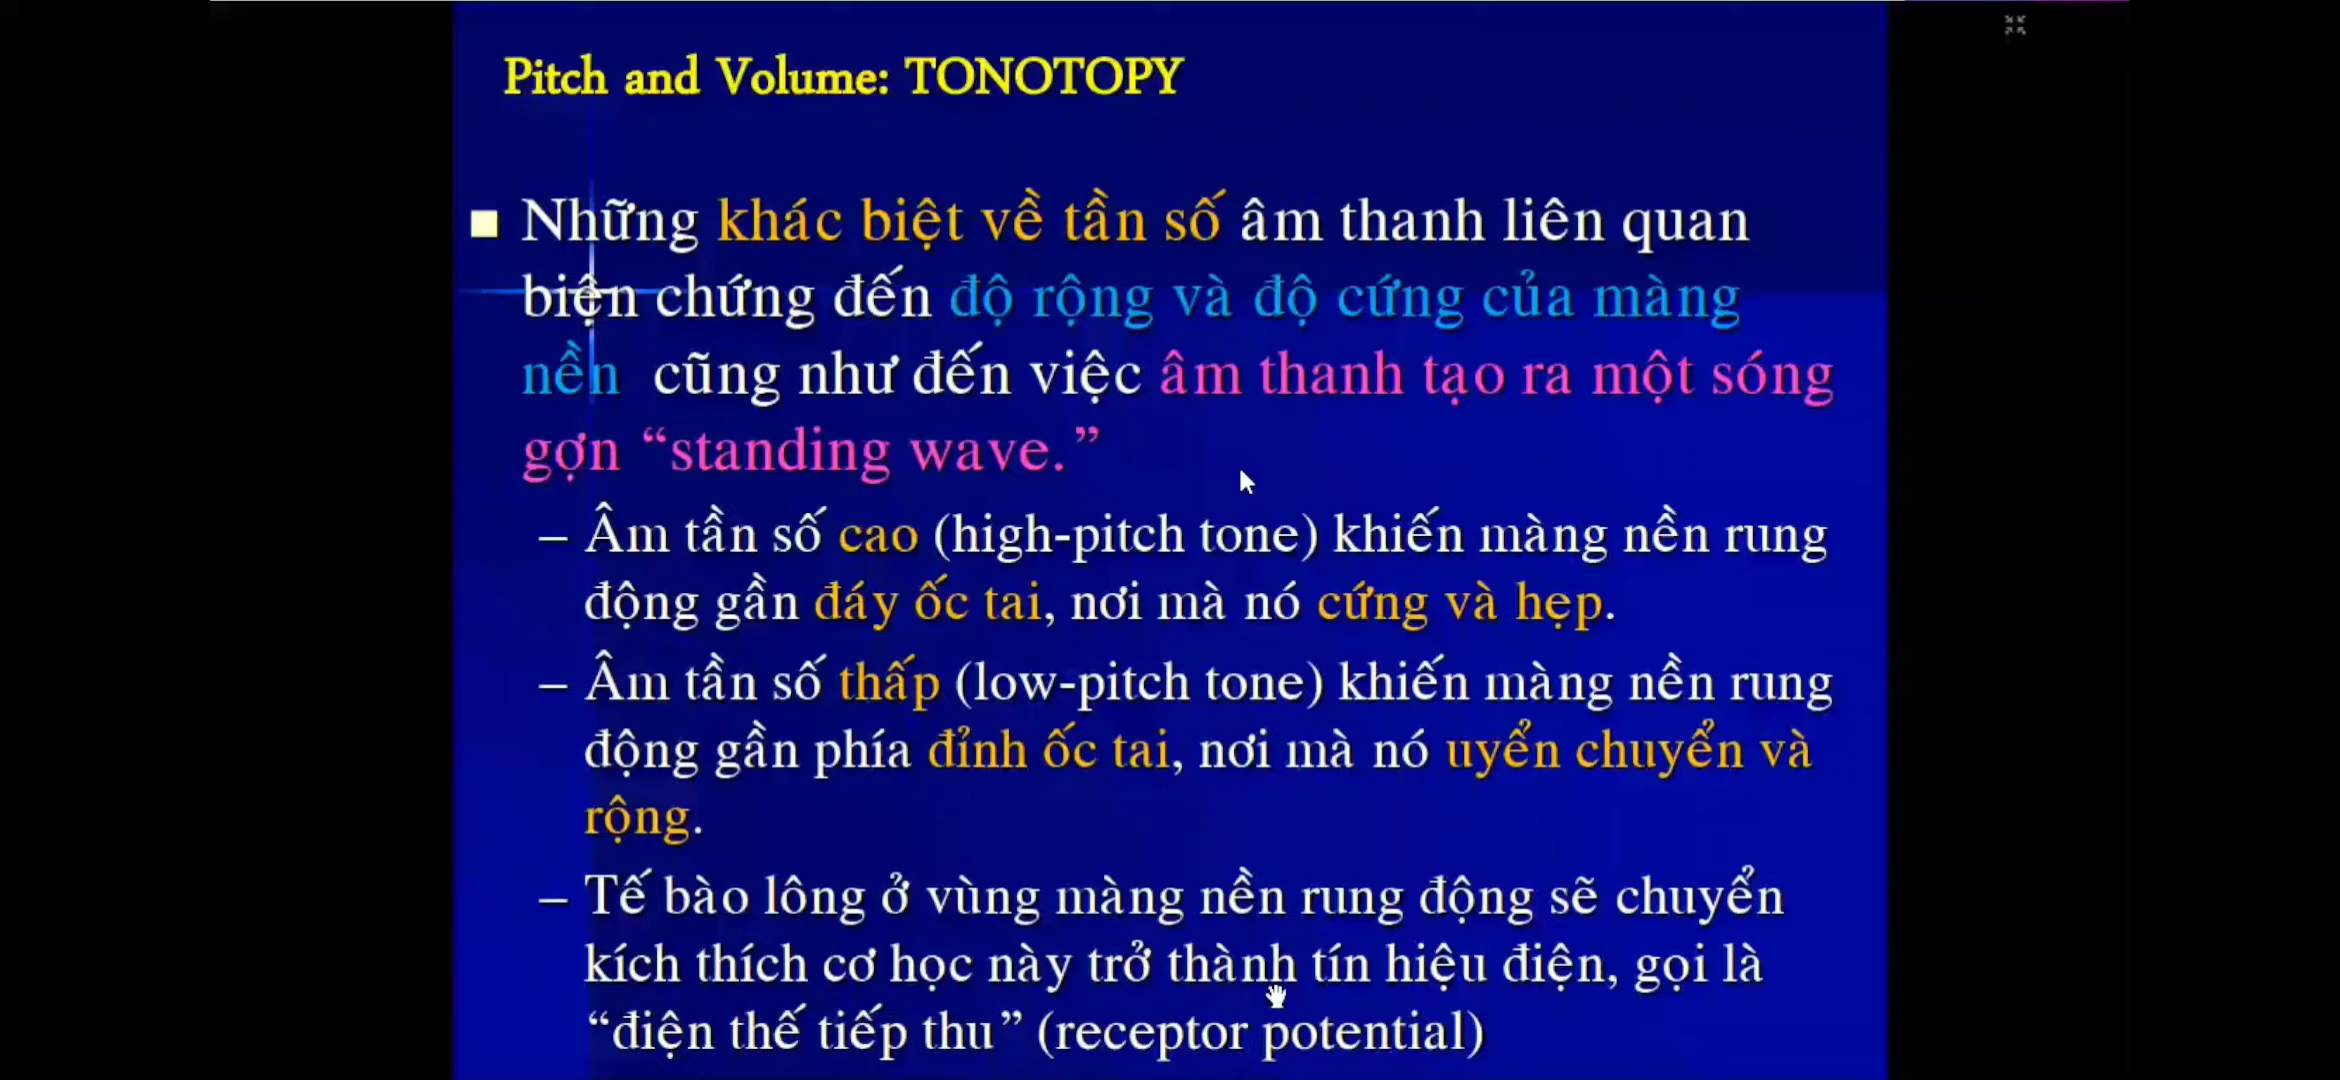 Pitch and Volume: TONOTOPY
Những khác biệt về tần số âm thanh liên quan
biện chứng đến độ rộng và độ cứng của màng
nền cũng như đến việc âm thanh tạo ra một sóng
gợn “standing wave.”
– Âm tần số cao (high-pitch tone) khiến màng nền rung
động gần đáy ốc tai, nơi mà nó cứng và hẹp.
– Âm tần số thấp (low-pitch tone) khiến màng nền rung
động gần phía đỉnh ốc tai, nơi mà nó uyển chuyển và
rộng.
– Tế bào lông ở vùng màng nền rung động sẽ chuyển
kích thích cơ học này trở thành tín hiệu điện, gọi là
“điện thế tiếp thu” (receptor potential)